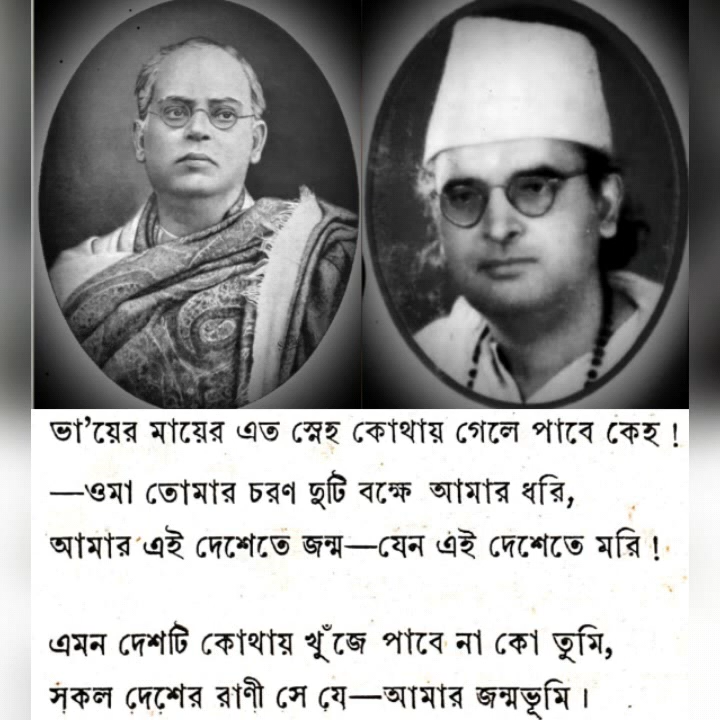 ভা’য়ের মায়ের এত স্নেহ কোথায় গেলে পাবে কেহ !
—ওমা তোমার চরণ দুটি বক্ষে আমার ধরি,
আমার এই দেশেতে জন্ম—যেন এই দেশেতে মরি !
এমন দেশটি কোথায় খুঁজে পাবে না কো তুমি,
সকল দেশের রাণী সে যে—আমার জন্মভূমি ।